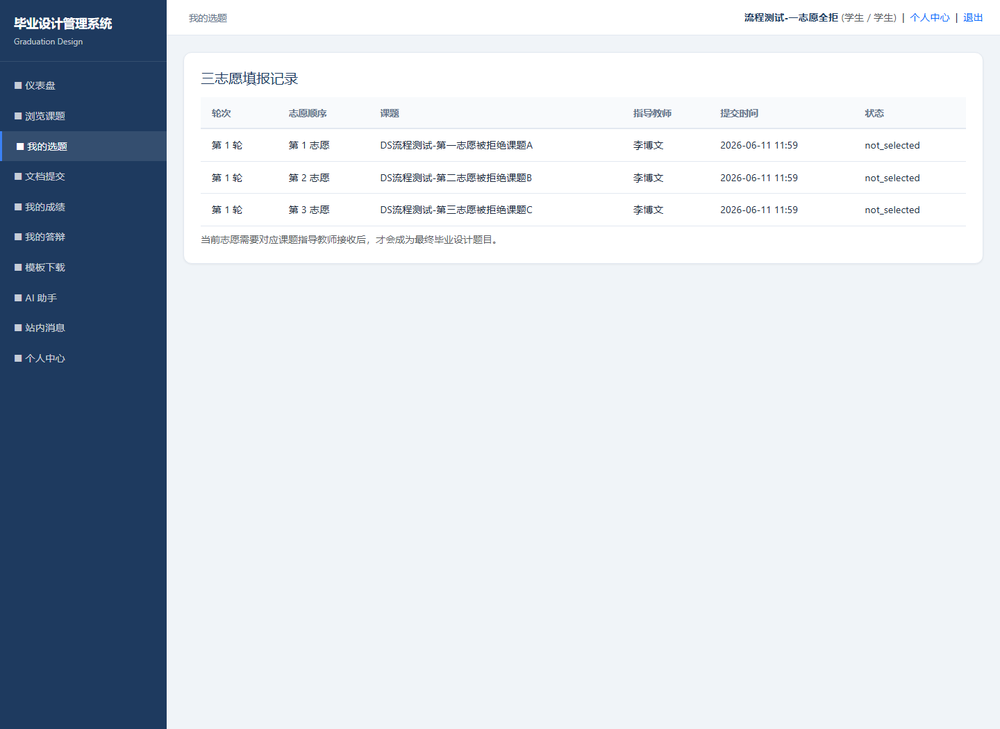 毕业设计管理系统
Graduation Design
仪表盘
浏览课题
我的选题
文档提交
我的成绩
我的答辩
模板下载
AI 助手
站内消息
个人中心
我的选题
流程测试-一志愿全拒 (学生 / 学生) | 个人中心 | 退出
三志愿填报记录
轮次 志愿顺序 课题 指导教师 提交时间 状态
第 1 轮 第 1 志愿 DS流程测试-第一志愿被拒绝课题A 李博文 2026-06-11 11:59 not_selected
第 1 轮 第 2 志愿 DS流程测试-第二志愿被拒绝课题B 李博文 2026-06-11 11:59 not_selected
第 1 轮 第 3 志愿 DS流程测试-第三志愿被拒绝课题C 李博文 2026-06-11 11:59 not_selected
当前志愿需要对应课题指导教师接收后，才会成为最终毕业设计题目。